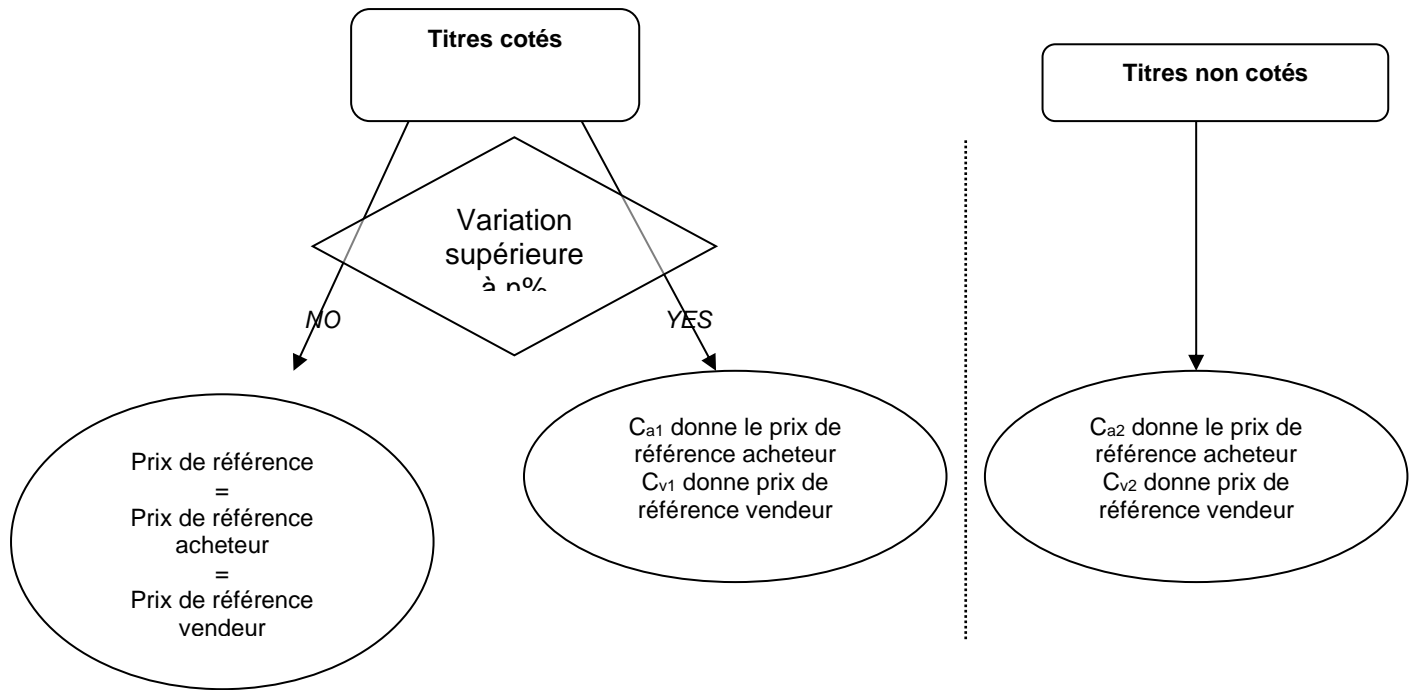 Titres cotés
Titres non cotés
Variation
supérieure
à n%
NO
YES
Prix de référence
=
Prix de référence
acheteur
=
Prix de référence
vendeur
Ca1 donne le prix de
référence acheteur
Cv1 donne prix de
référence vendeur
Ca2 donne le prix de
référence acheteur
Cv2 donne prix de
référence vendeur